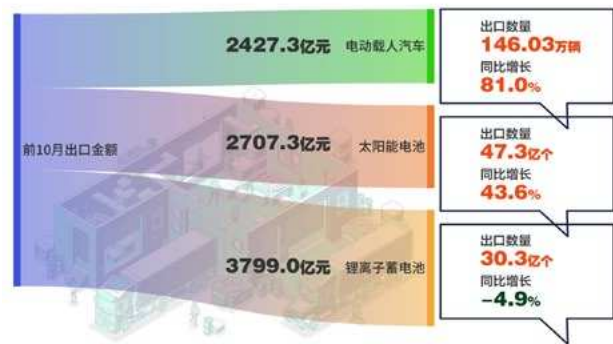 前10月出口金额
2427.3亿元 电动载人汽车
出口数量
146.03万辆
同比增长
81.0%
2707.3亿元 太阳能电池
出口数量
47.3亿个
同比增长
43.6%
3799.0亿元 锂离子蓄电池
出口数量
30.3亿个
同比增长
-4.9%